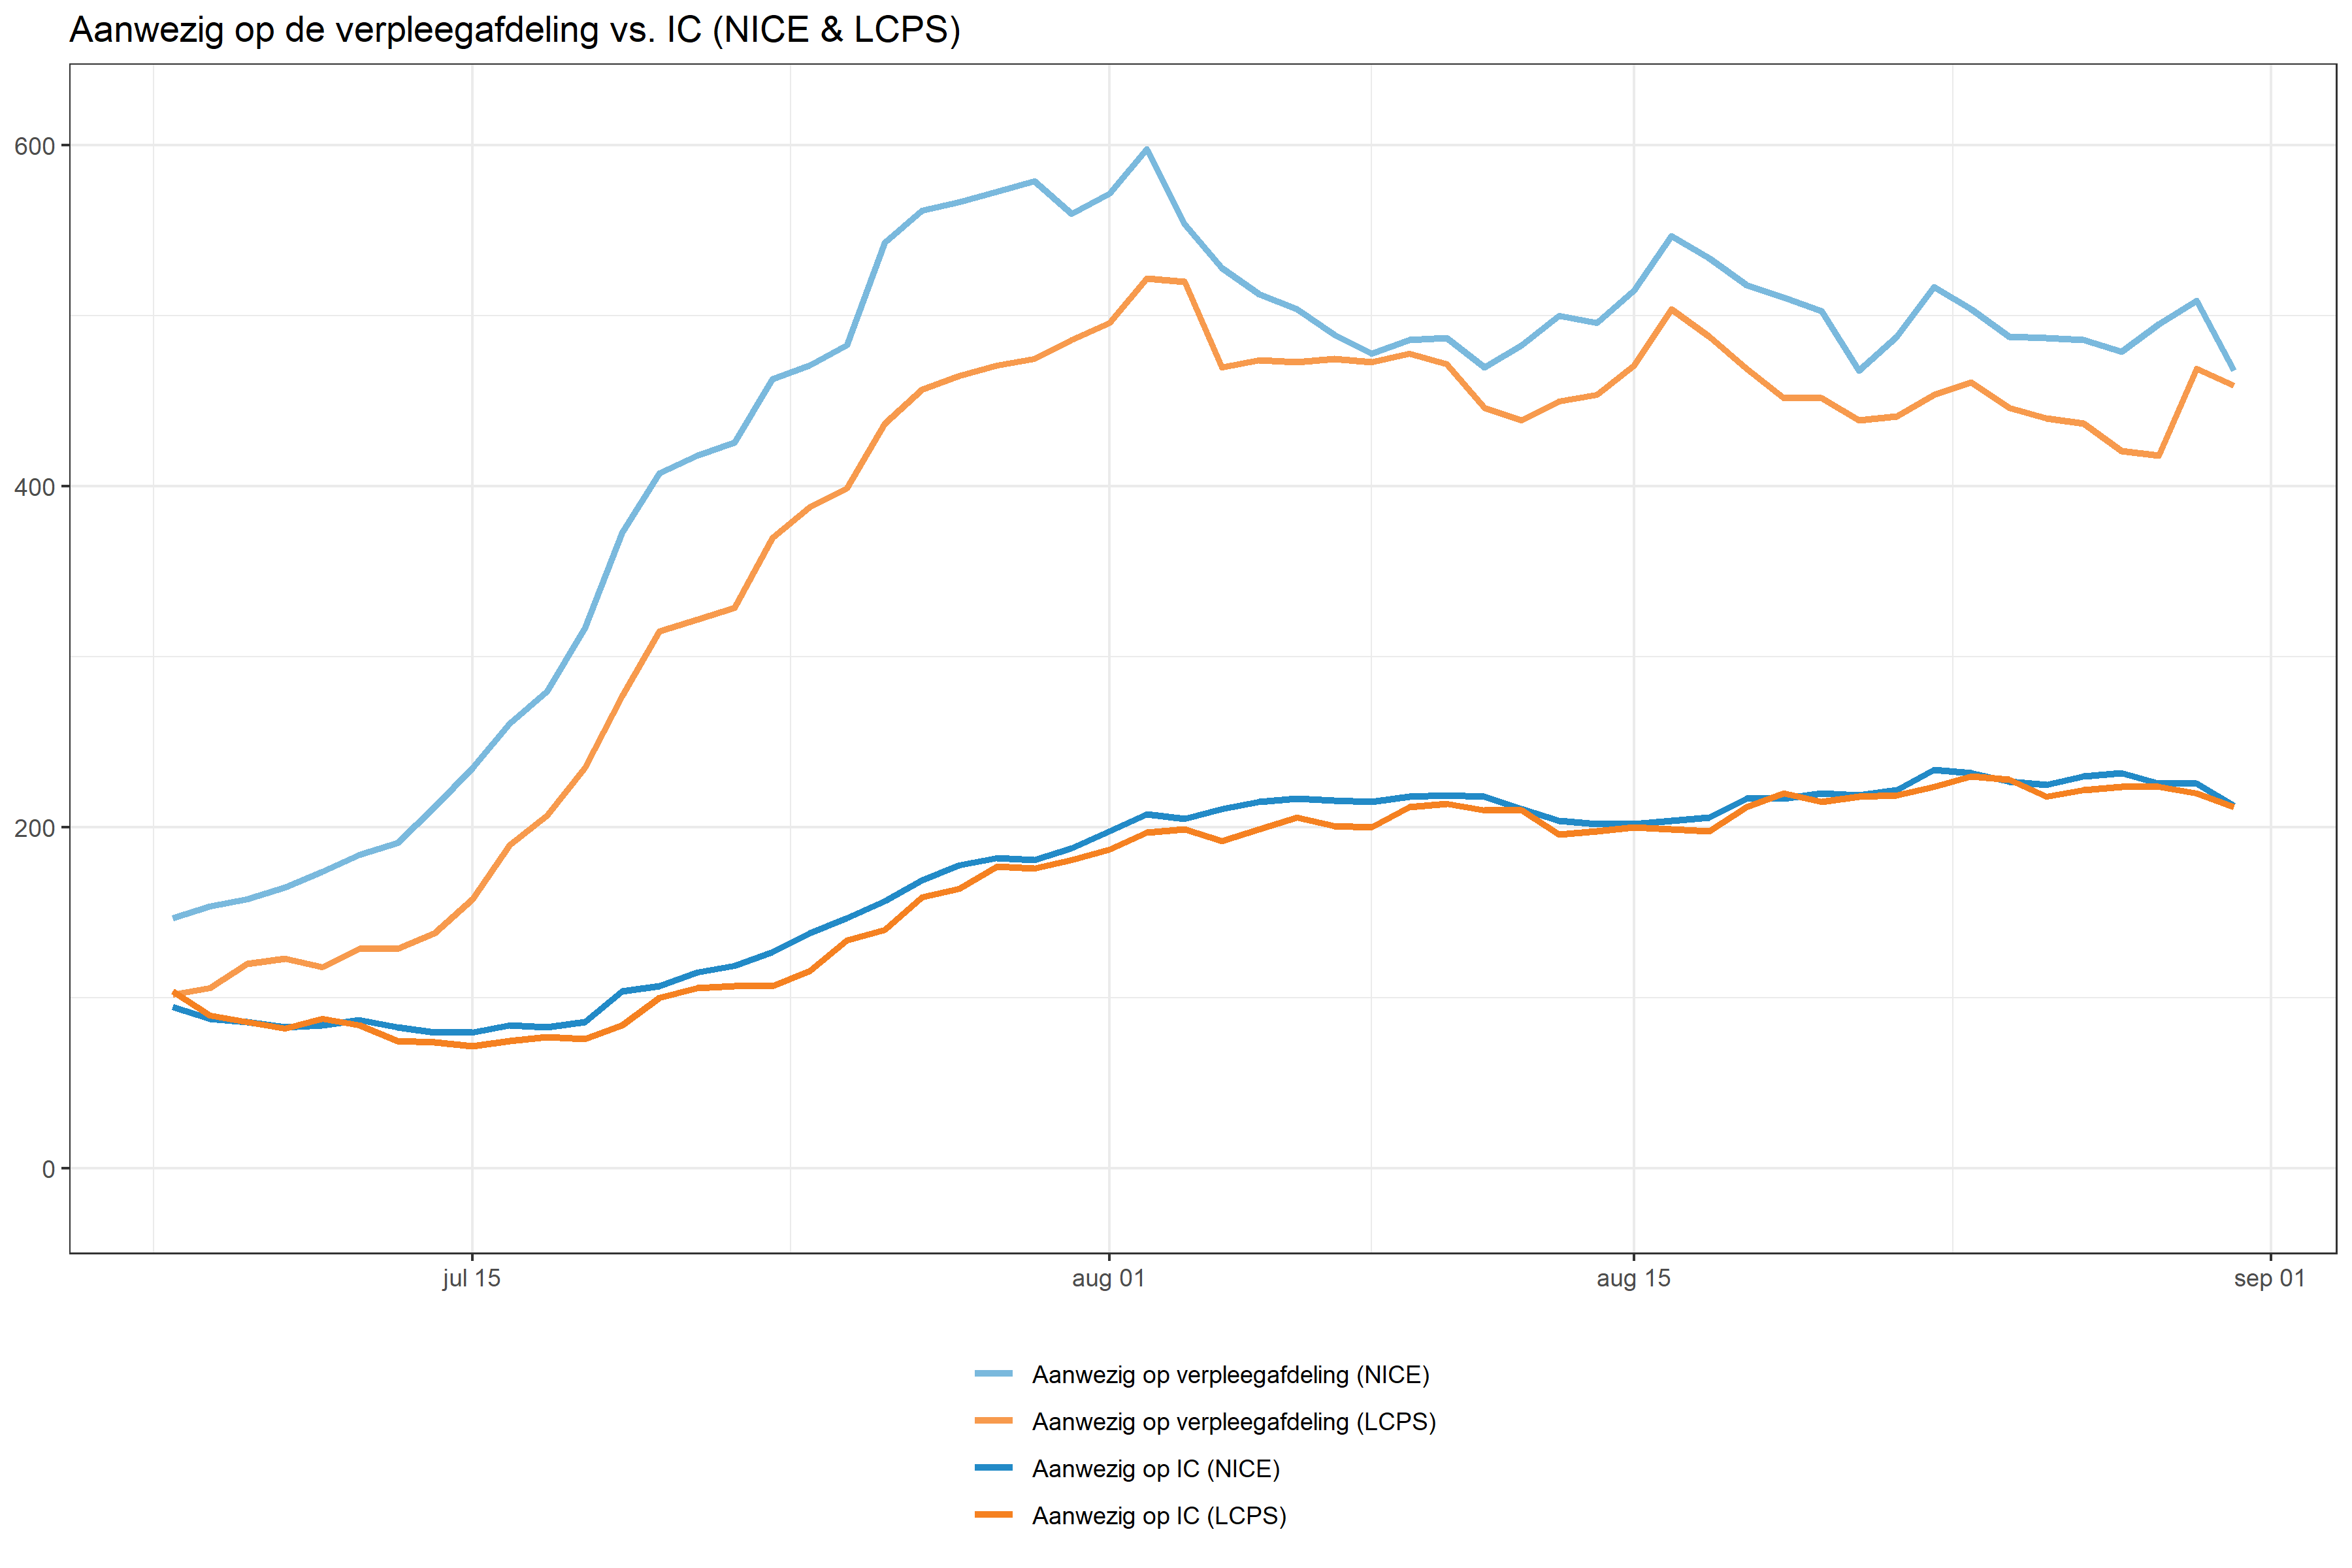 Aanwezig op de verpleegafdeling vs. IC (NICE & LCPS)
600
400
200
0
jul 15
aug 01
aug 15
sep 01
Aanwezig op verpleegafdeling (NICE)
Aanwezig op verpleegafdeling (LCPS)
Aanwezig op IC (NICE)
Aanwezig op IC (LCPS)